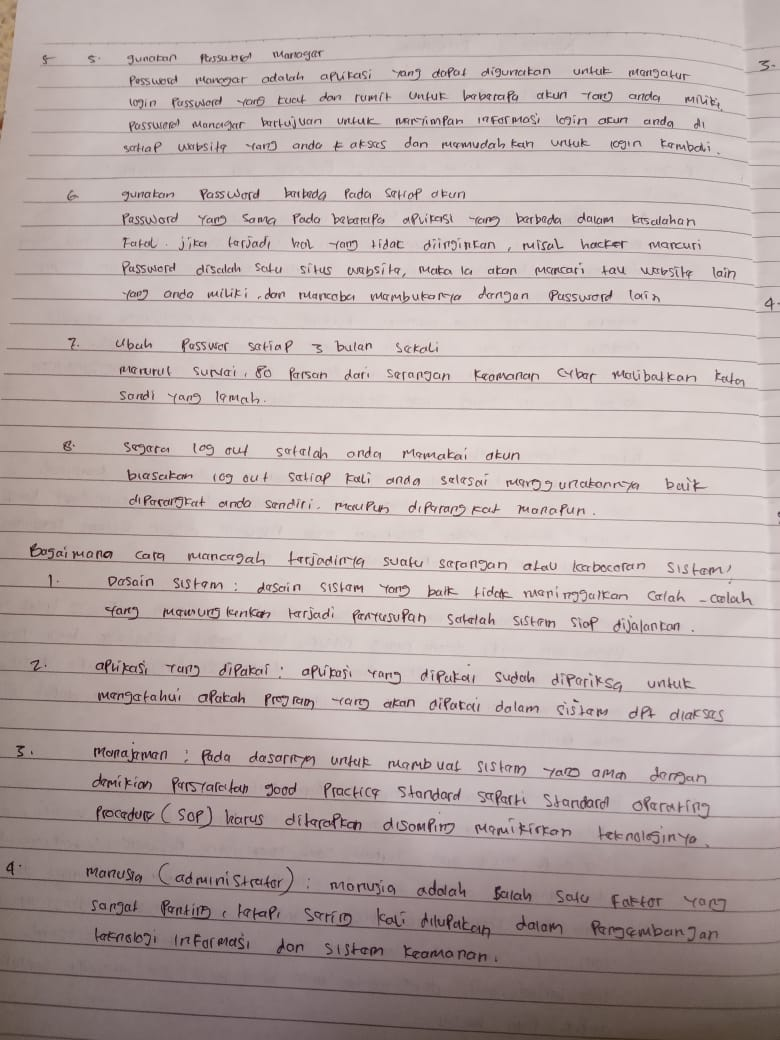 5 5. gunakan Password Manager
Password Manager adalah aplikasi yang dapat digunakan untuk mengatur
login Password yang kuat dan rumit untuk beberapa akun yang anda miliki,
Password Manager bertujuan untuk menyimpan informasi login akun anda di
setiap website yang anda akses dan memudahkan untuk login kembali.
6 gunakan Password berbeda Pada setiap akun
Password yang sama Pada beberapa aplikasi yang berbeda dalam kesalahan
Fatal. jika terjadi hal yang tidak diinginkan, misal hacker mencuri
Password disalah satu situs website, maka ia akan mencari tau website lain
yang anda miliki, dan mencoba membukanya dengan Password lain
7. Ubah Passwor setiap 3 bulan sekali
menurut survei, 80 Persen dari serangan keamanan cyber melibatkan kata
sandi yang lemah.
8. segera log out setelah anda memakai akun
biasakan log out setiap kali anda selesai menggunakannya baik
diperangkat anda sendiri. maupun diperangkat manapun.
Bagaimana cara mencegah terjadinya suatu serangan atau kebocoran sistem!
1. Desain sistem : desain sistem yang baik tidak meninggalkan celah - celah
yang memungkinkan terjadi Penyusupan setelah sistem siap dijalankan.
2. aplikasi yang dipakai : aplikasi yang dipakai sudah diperiksa untuk
mengetahui apakah Program yang akan dipakai dalam sistem dpt diakses
3. Manajemen : Pada dasarnya untuk membuat sistem yang aman dengan
demikian Persyaratan good Practice Standard seperti Standard operating
Procedure (SOP) harus diterapkan disamping memikirkan teknologinya.
4. manusia (administrator) : manusia adalah salah satu Faktor yang
sangat Penting, tetapi sering kali dilupakan dalam Pengembangan
teknologi informasi dan sistem keamanan.
3.
4.